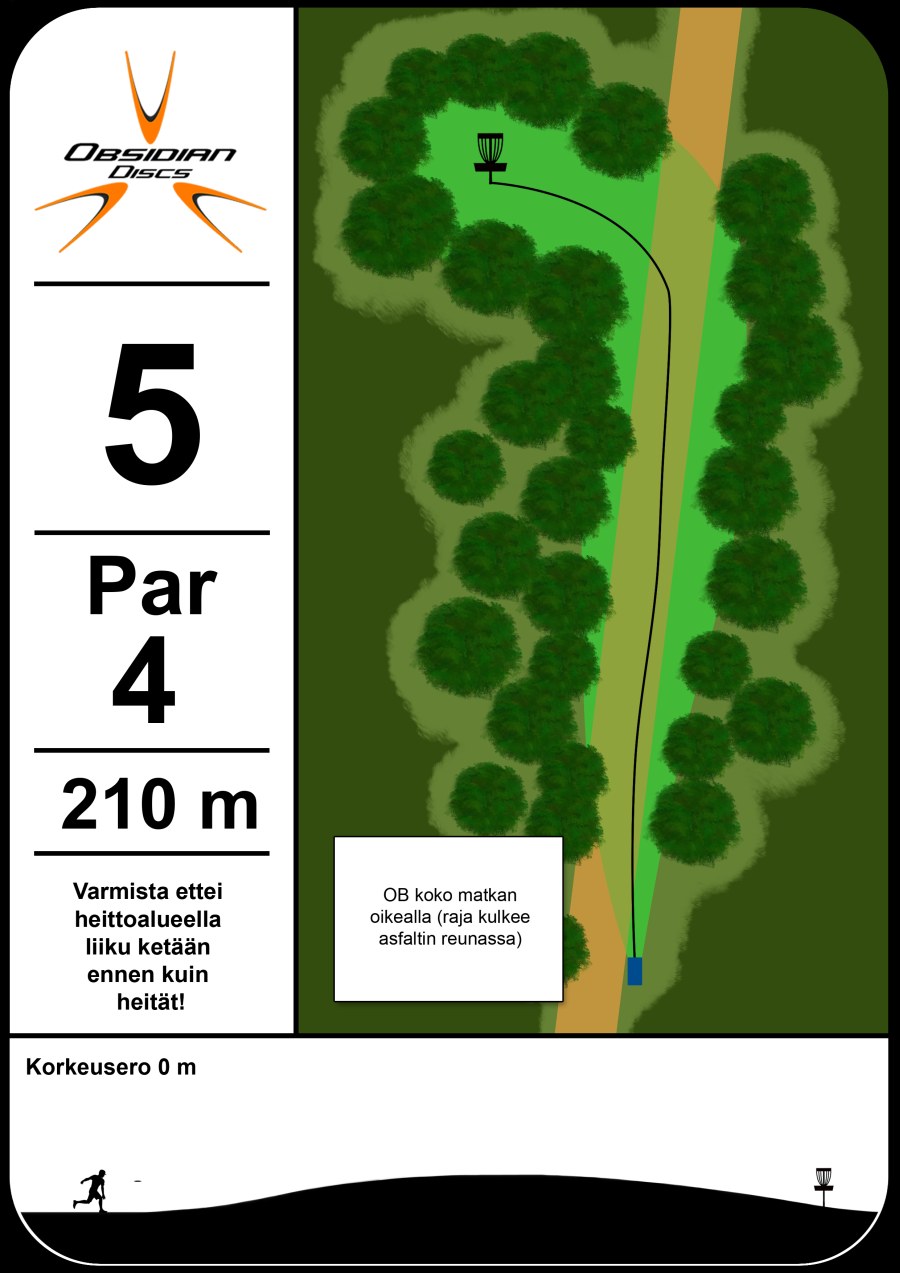 OBSIDIAN
DISCS
5
Par
4
210 m
Varmista ettei
heittoalueella
liiku ketään
ennen kuin
heität!
OB koko matkan
oikealla (raja kulkee
asfaltin reunassa)
Korkeusero 0 m